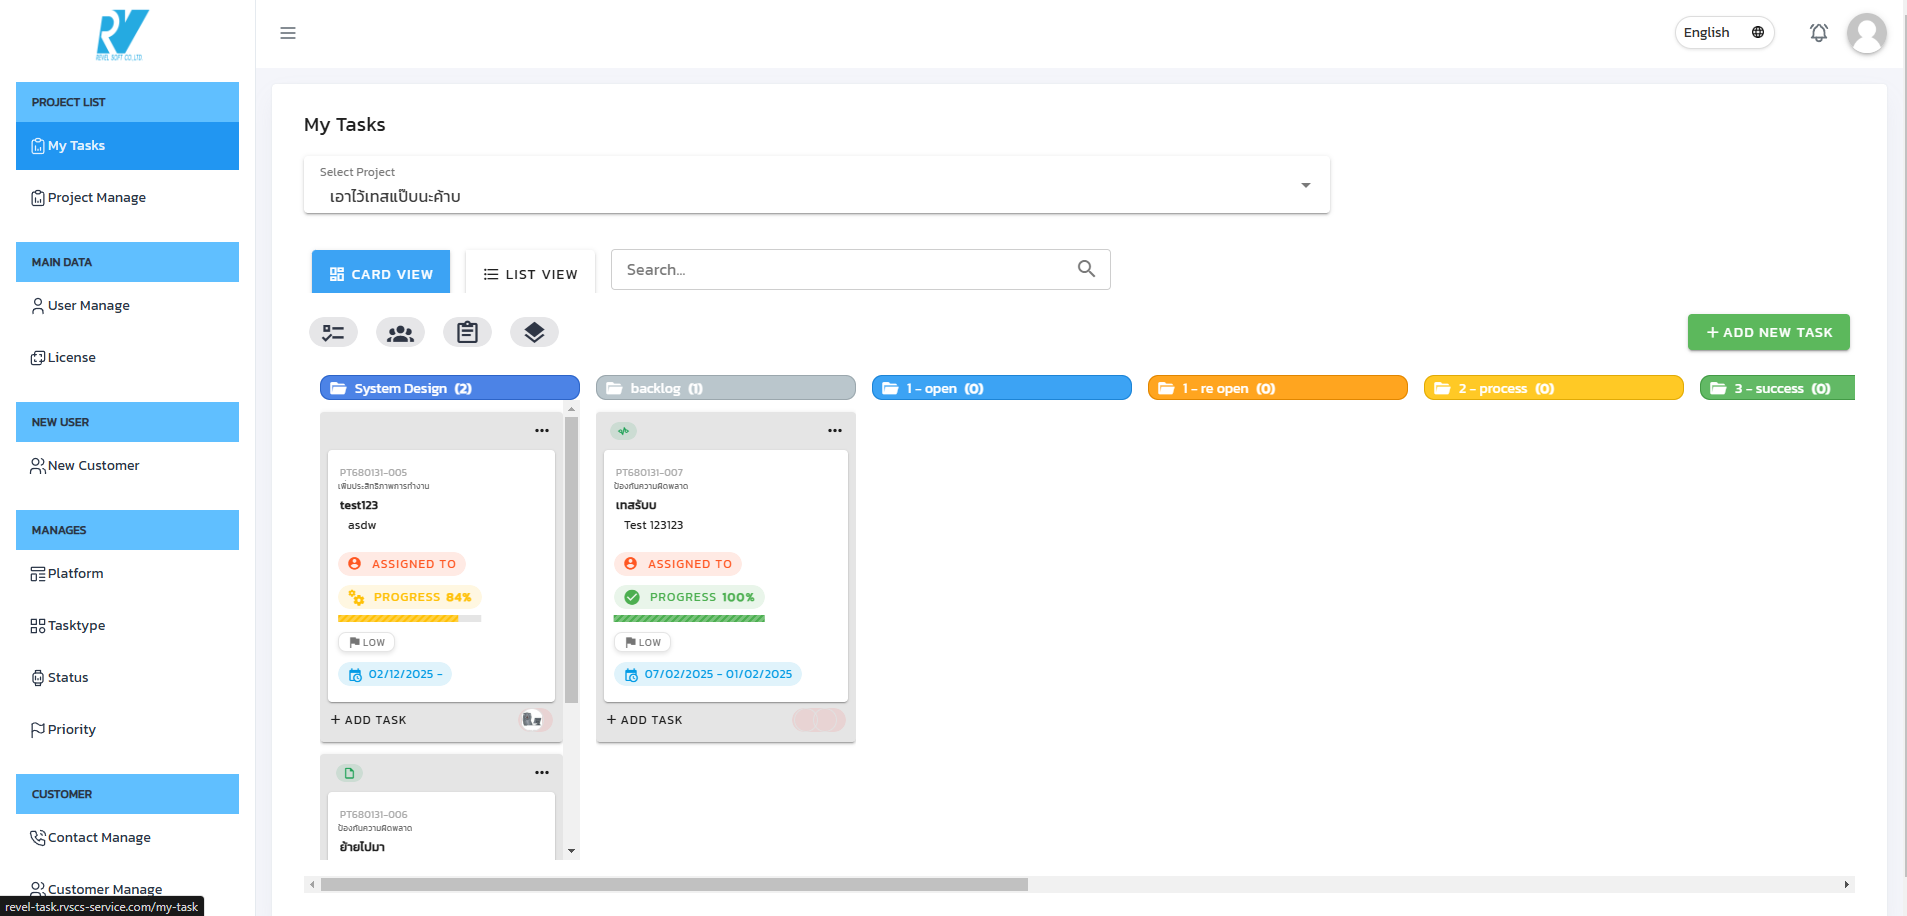 RV
REVEL SOFT CO.,LTD.
PROJECT LIST
My Tasks
Project Manage
MAIN DATA
User Manage
License
NEW USER
New Customer
MANAGES
Platform
Tasktype
Status
Priority
CUSTOMER
Contact Manage
Customer Manage
revel-task.rvscs-service.com/my-task
English
My Tasks
Select Project
เอาไว้เทสแป๊บนะค้าบ
CARD VIEW
LIST VIEW
Search...
+ ADD NEW TASK
System Design (2)
backlog (1)
1 - open (0)
1 - re open (0)
2 - process (0)
3 - success (0)
PT680131-005
เพิ่มประสิทธิภาพการทำงาน
test123
asdw
ASSIGNED TO
PROGRESS 84%
LOW
02/12/2025 -
+ ADD TASK
PT680131-006
ป้องกันความผิดพลาด
ย้ายไปมา
PT680131-007
ป้องกันความผิดพลาด
เทสรับบ
Test 123123
ASSIGNED TO
PROGRESS 100%
LOW
07/02/2025 - 01/02/2025
+ ADD TASK